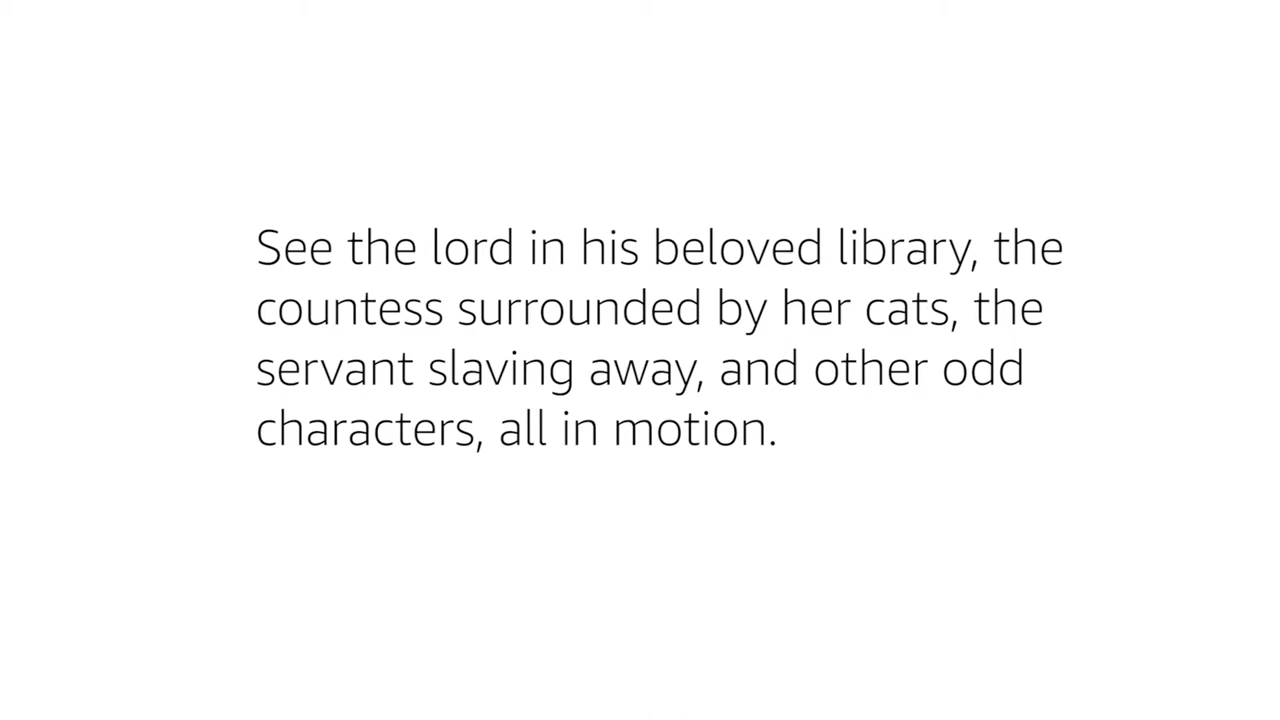 See the lord in his beloved library, the
countess surrounded by her cats, the
servant slaving away, and other odd
characters, all in motion.